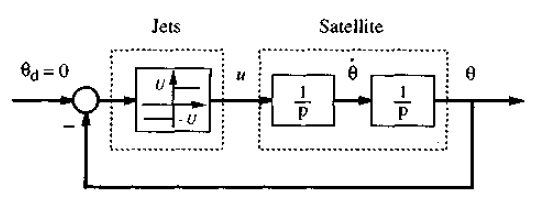 Jets
Satellite
θd = 0
U
- U
u
1
p
θ̇
1
p
θ
−